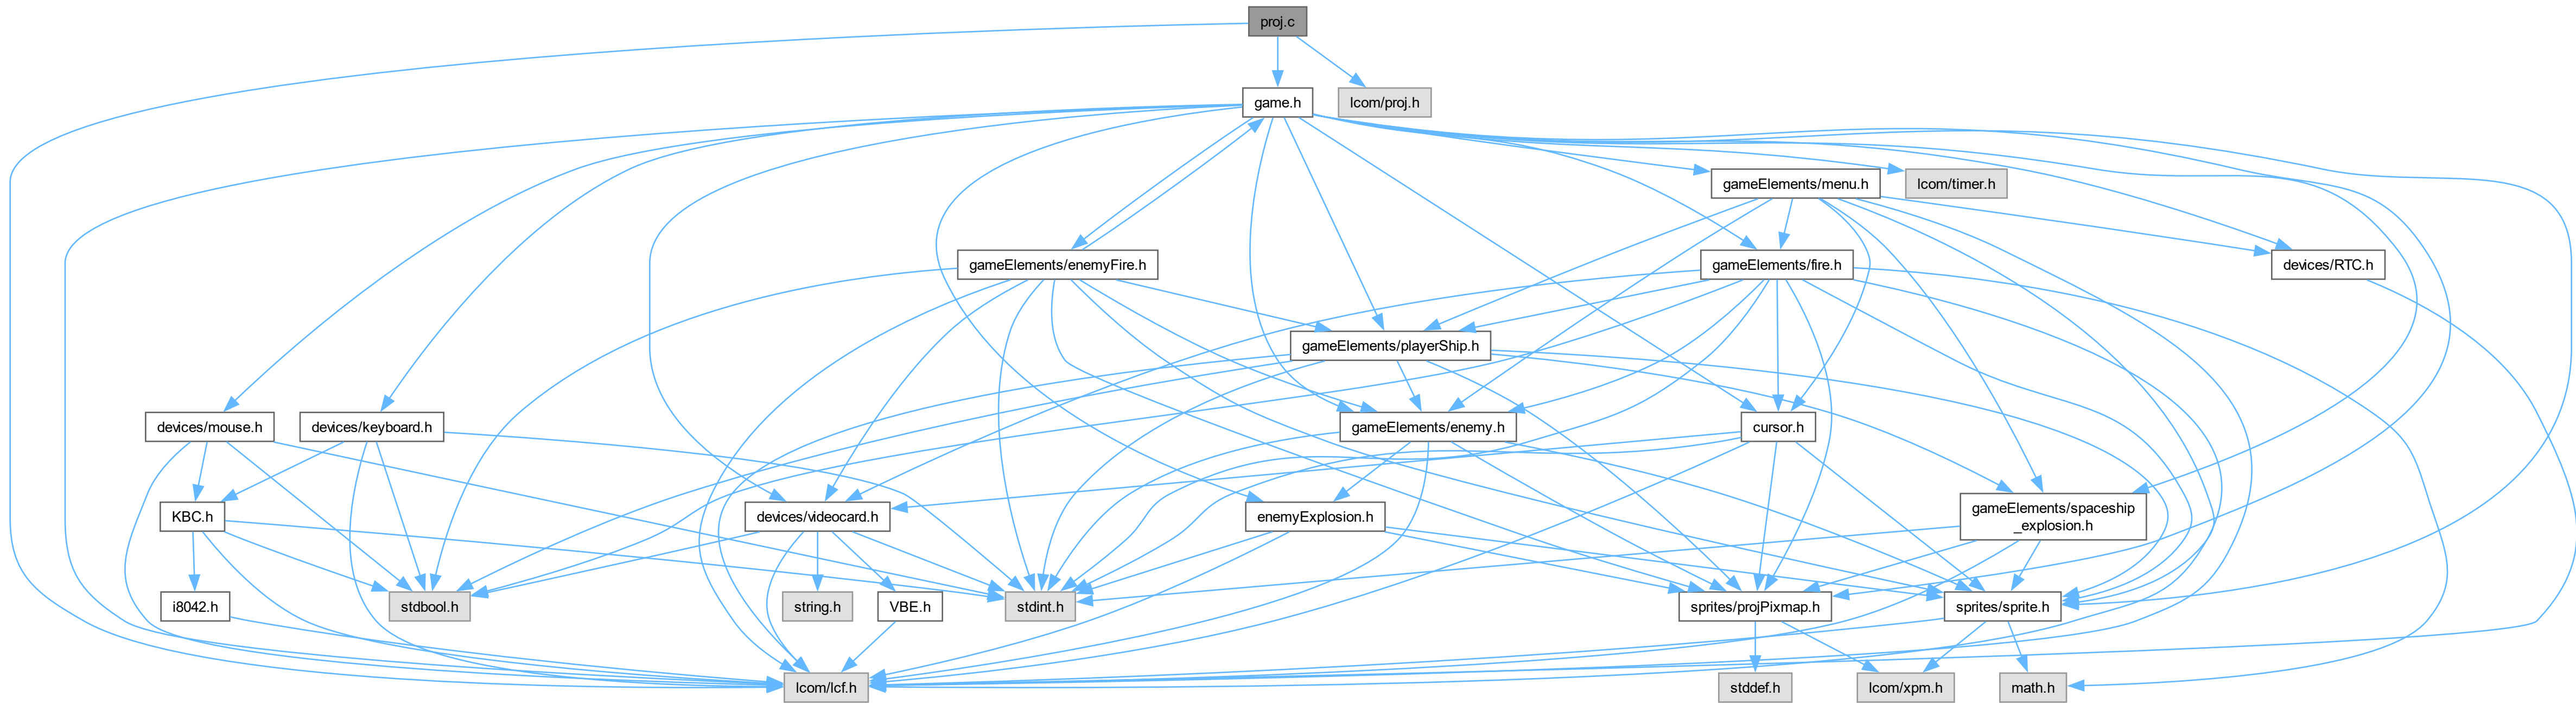 proj.c
game.h
lcom/proj.h
gameElements/menu.h
lcom/timer.h
gameElements/enemyFire.h
gameElements/fire.h
devices/RTC.h
gameElements/playerShip.h
devices/mouse.h
devices/keyboard.h
gameElements/enemy.h
cursor.h
KBC.h
devices/videocard.h
enemyExplosion.h
gameElements/spaceship
_explosion.h
i8042.h
stdbool.h
string.h
VBE.h
stdint.h
sprites/projPixmap.h
sprites/sprite.h
lcom/lcf.h
stddef.h
lcom/xpm.h
math.h